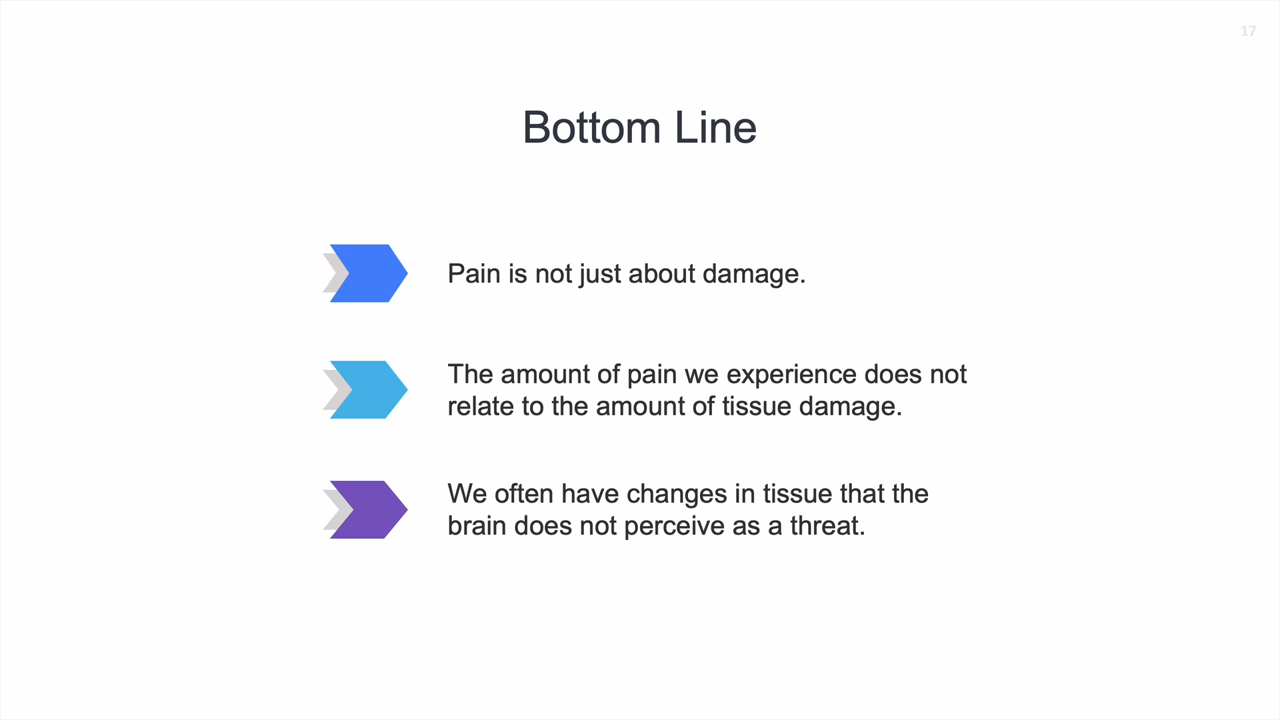 17
Bottom Line
Pain is not just about damage.
The amount of pain we experience does not
relate to the amount of tissue damage.
We often have changes in tissue that the
brain does not perceive as a threat.